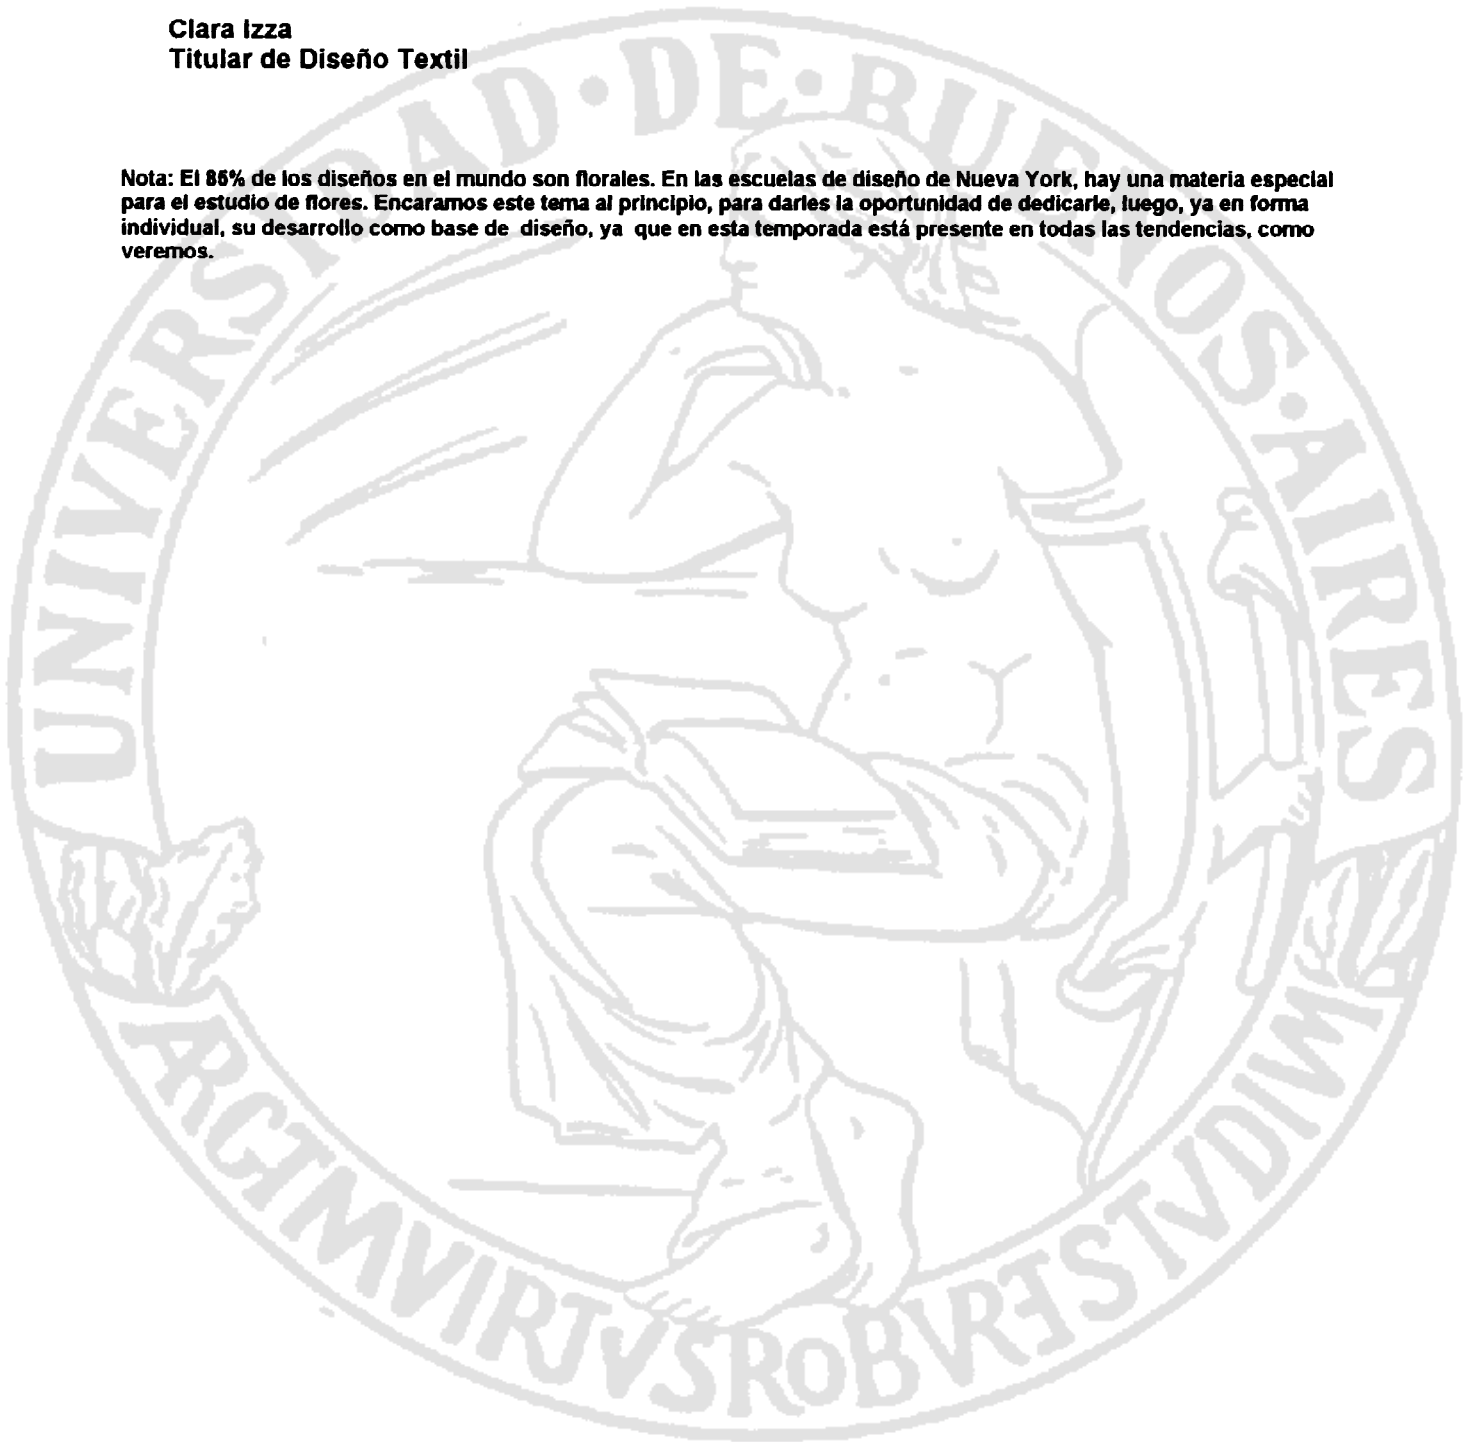 Clara Izza
Titular de Diseño Textil
Nota: El 85% de los diseños en el mundo son florales. En las escuelas de diseño de Nueva York, hay una materia especial
para el estudio de flores. Encaramos este tema al principio, para darles la oportunidad de dedicarle, luego, ya en forma
individual, su desarrollo como base de  diseño, ya  que en esta temporada está presente en todas las tendencias, como
veremos.
UNIVERSIDAD·DE·BUENOS·AIRES
ARGTMVIRTVSROBVRETSTVDIVM